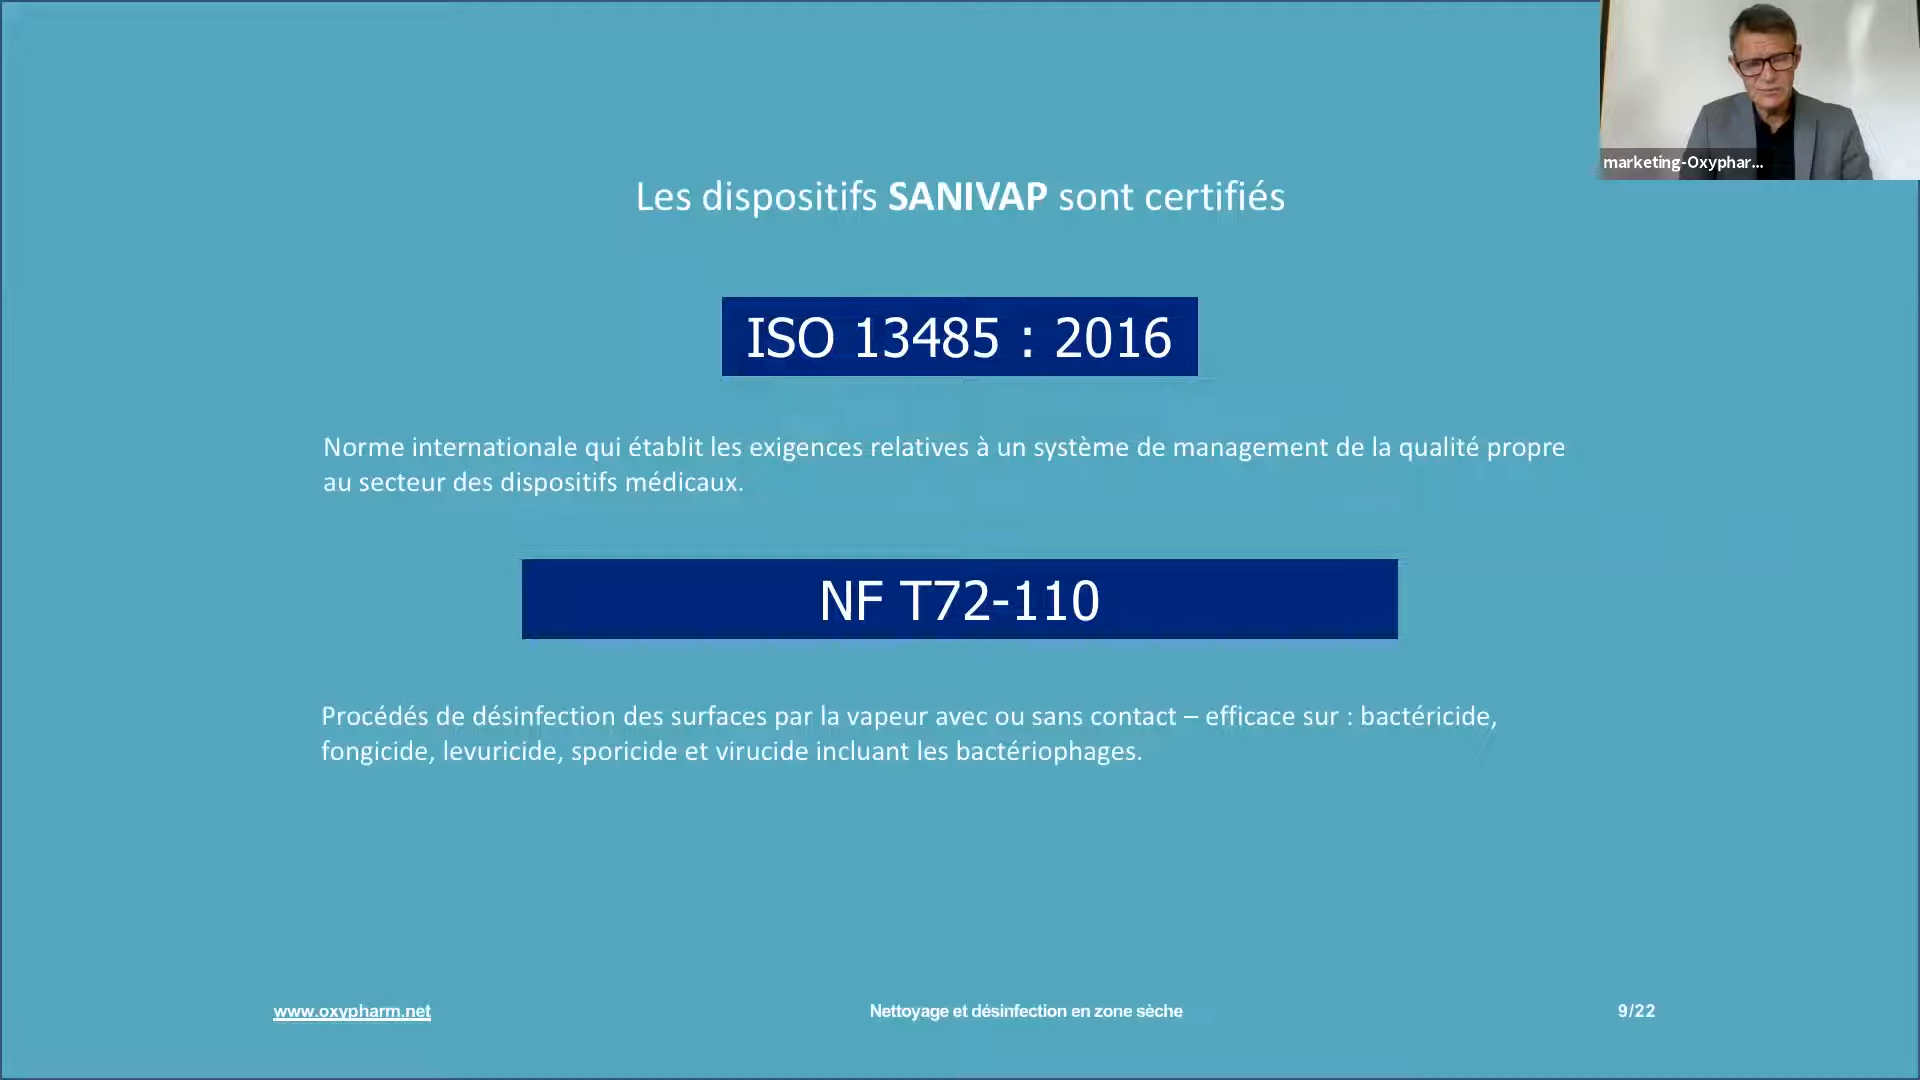 marketing-Oxyphar...
Les dispositifs SANIVAP sont certifiés
ISO 13485 : 2016
Norme internationale qui établit les exigences relatives à un système de management de la qualité propre
au secteur des dispositifs médicaux.
NF T72-110
Procédés de désinfection des surfaces par la vapeur avec ou sans contact – efficace sur : bactéricide,
fongicide, levuricide, sporicide et virucide incluant les bactériophages.
www.oxypharm.net
Nettoyage et désinfection en zone sèche
9/22